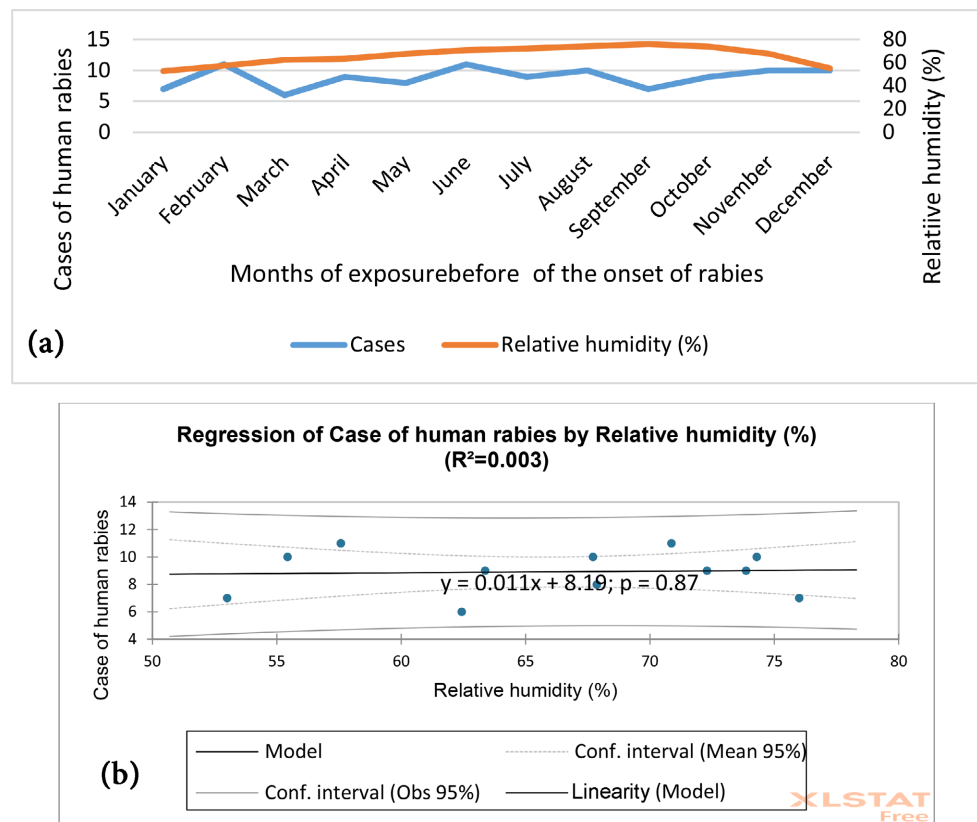 15
10
5
0
Cases of human rabies
80
60
40
20
0
Relative humidity (%)
January
February
March
April
May
June
July
August
September
October
November
December
Months of exposurebefore of the onset of rabies
(a)
Cases
Relative humidity (%)
Regression of Case of human rabies by Relative humidity (%)
(R²=0.003)
14
12
10
8
6
4
Case of human rabies
y = 0.011x + 8.19; p = 0.87
50
55
60
65
70
75
80
Relative humidity (%)
Model
Conf. interval (Mean 95%)
(b)
Conf. interval (Obs 95%)
Linearity (Model)
XLSTAT
Free